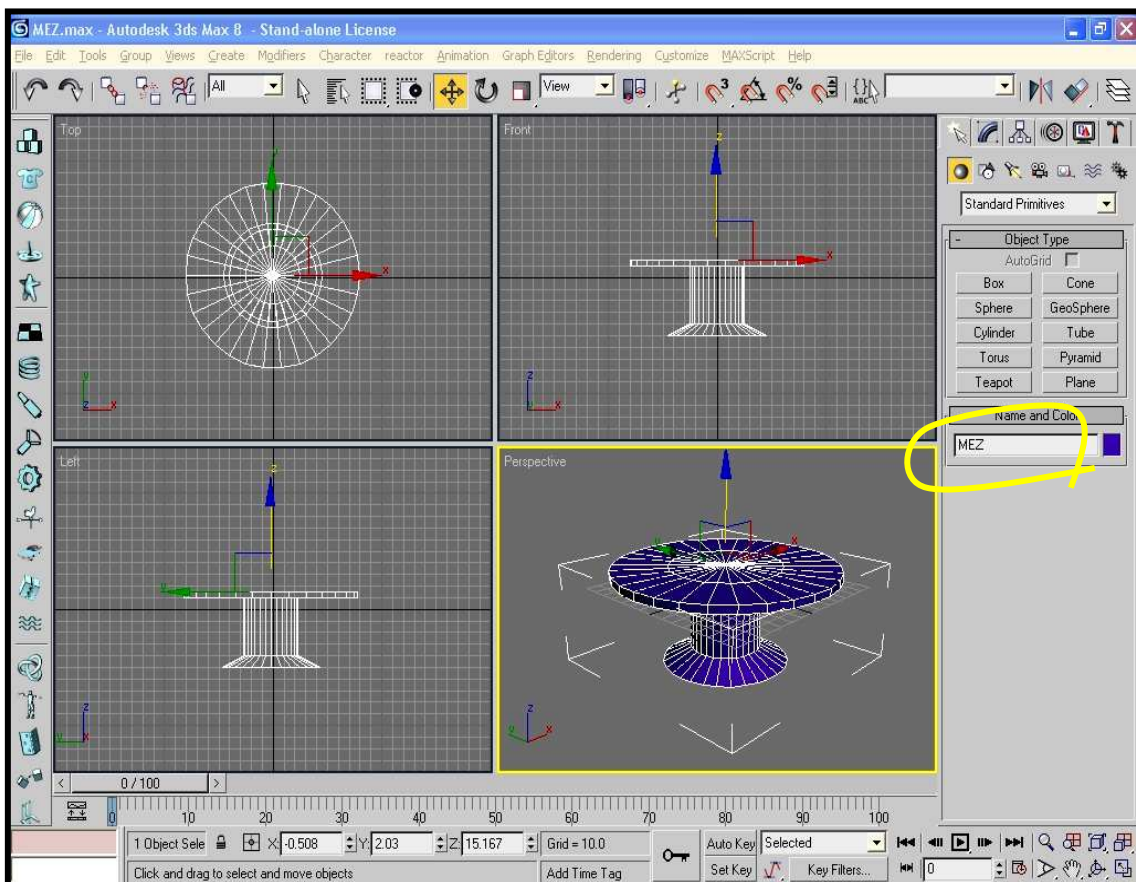 MEZ.max - Autodesk 3ds Max 8 - Stand-alone License
File Edit Tools Group Views Create Modifiers Character reactor Animation Graph Editors Rendering Customize MAXScript Help
All
View
3
%
{}
ABC
Top
y
x
y
z
x
Front
z
x
z
x
Standard Primitives
- Object Type
AutoGrid
Box Cone
Sphere GeoSphere
Cylinder Tube
Torus Pyramid
Teapot Plane
Name and Color
MEZ
Left
z
y
z
y x
Perspective
y x
z
y x
< 0 / 100 >
0 10 20 30 40 50 60 70 80 90 100
1 Object Sele X: -0.508 Y: 2.03 Z: 15.167 Grid = 10.0 Auto Key Selected
Click and drag to select and move objects Add Time Tag Set Key Key Filters... 0